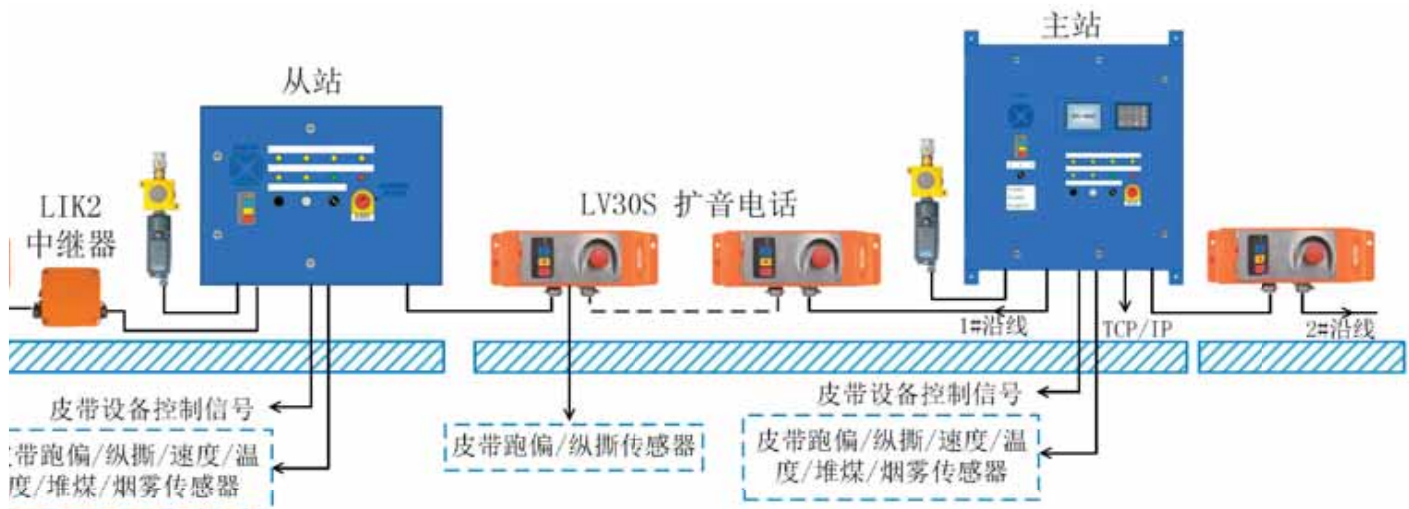 主站
从站
LIK2
中继器
LV30S 扩音电话
1#沿线
TCP/IP
2#沿线
皮带设备控制信号
带跑偏/纵撕/速度/温
度/堆煤/烟雾传感器
皮带跑偏/纵撕传感器
皮带设备控制信号
皮带跑偏/纵撕/速度/温
度/堆煤/烟雾传感器